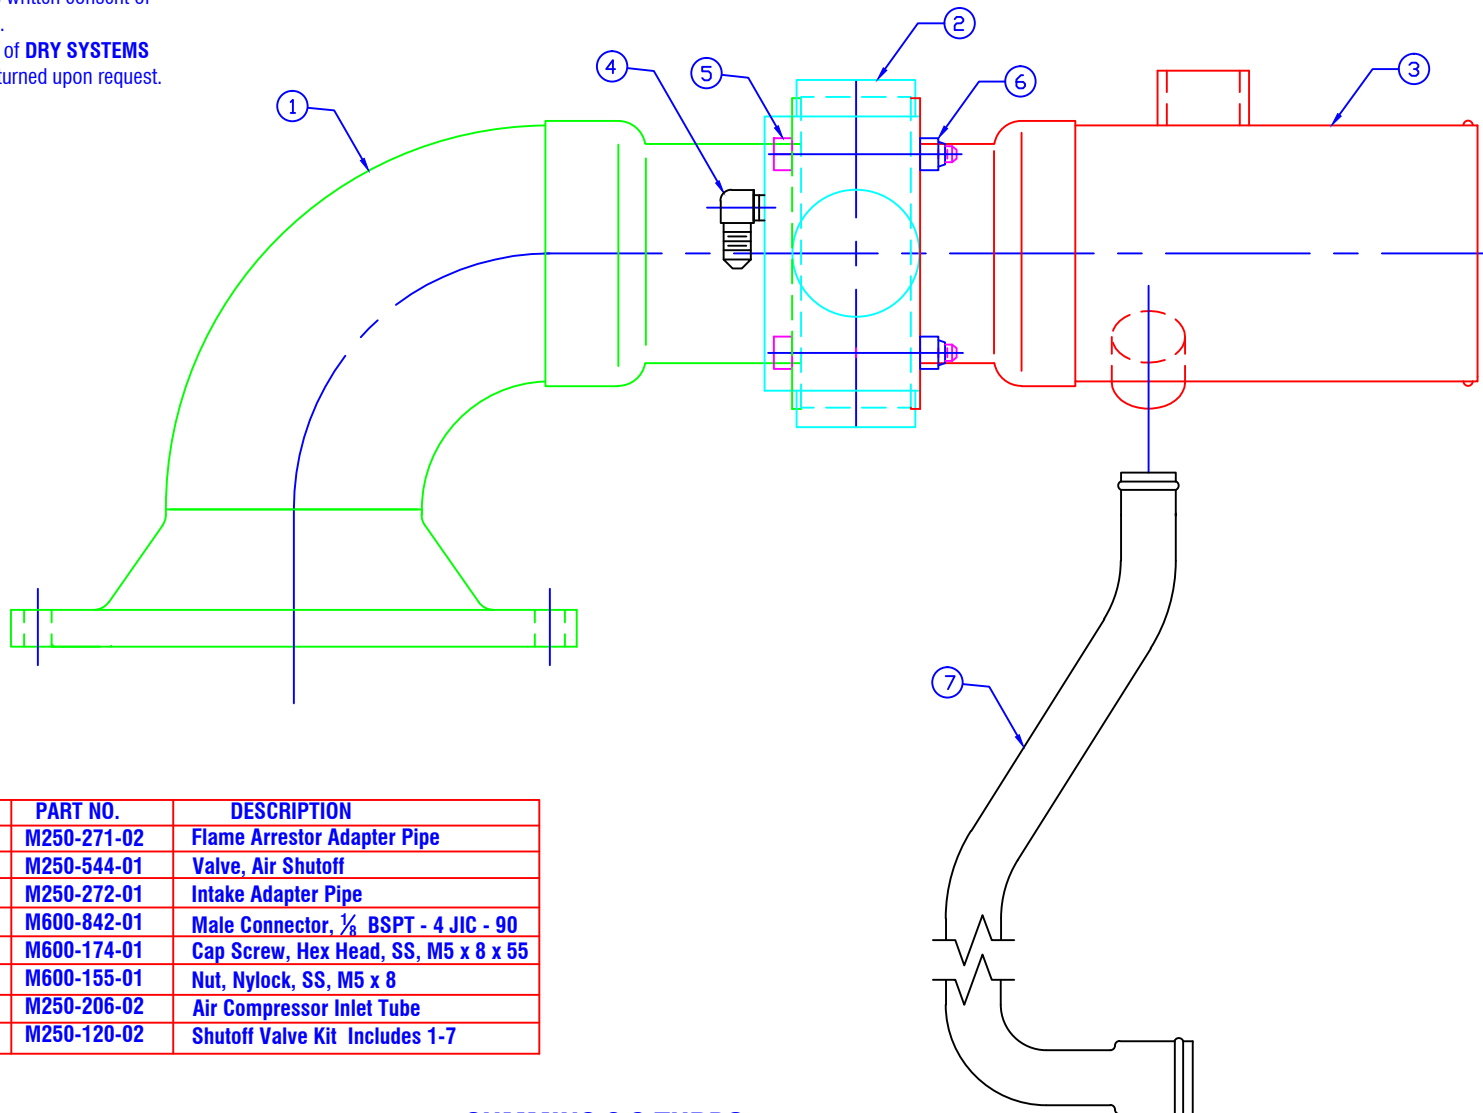 written consent of
.
of DRY SYSTEMS
turned upon request.
2
4
5
6
3
1
7
PART NO. DESCRIPTION
M250-271-02 Flame Arrestor Adapter Pipe
M250-544-01 Valve, Air Shutoff
M250-272-01 Intake Adapter Pipe
M600-842-01 Male Connector, ⅛ BSPT - 4 JIC - 90
M600-174-01 Cap Screw, Hex Head, SS, M5 x 8 x 55
M600-155-01 Nut, Nylock, SS, M5 x 8
M250-206-02 Air Compressor Inlet Tube
M250-120-02 Shutoff Valve Kit Includes 1-7